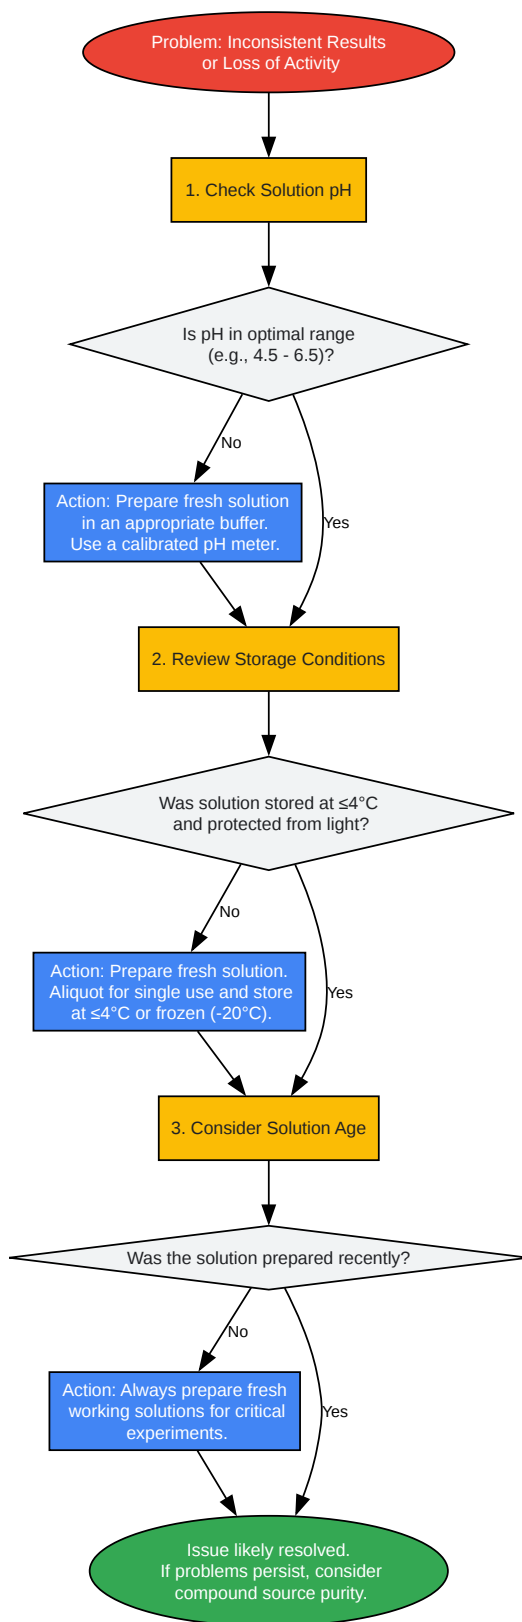 Problem: Inconsistent Results
or Loss of Activity
1. Check Solution pH
Is pH in optimal range
(e.g., 4.5 - 6.5)?
No
Action: Prepare fresh solution
in an appropriate buffer.
Use a calibrated pH meter.
Yes
2. Review Storage Conditions
Was solution stored at ≤4°C
and protected from light?
No
Action: Prepare fresh solution.
Aliquot for single use and store
at ≤4°C or frozen (-20°C).
Yes
3. Consider Solution Age
Was the solution prepared recently?
No
Action: Always prepare fresh
working solutions for critical
experiments.
Yes
Issue likely resolved.
If problems persist, consider
compound source purity.